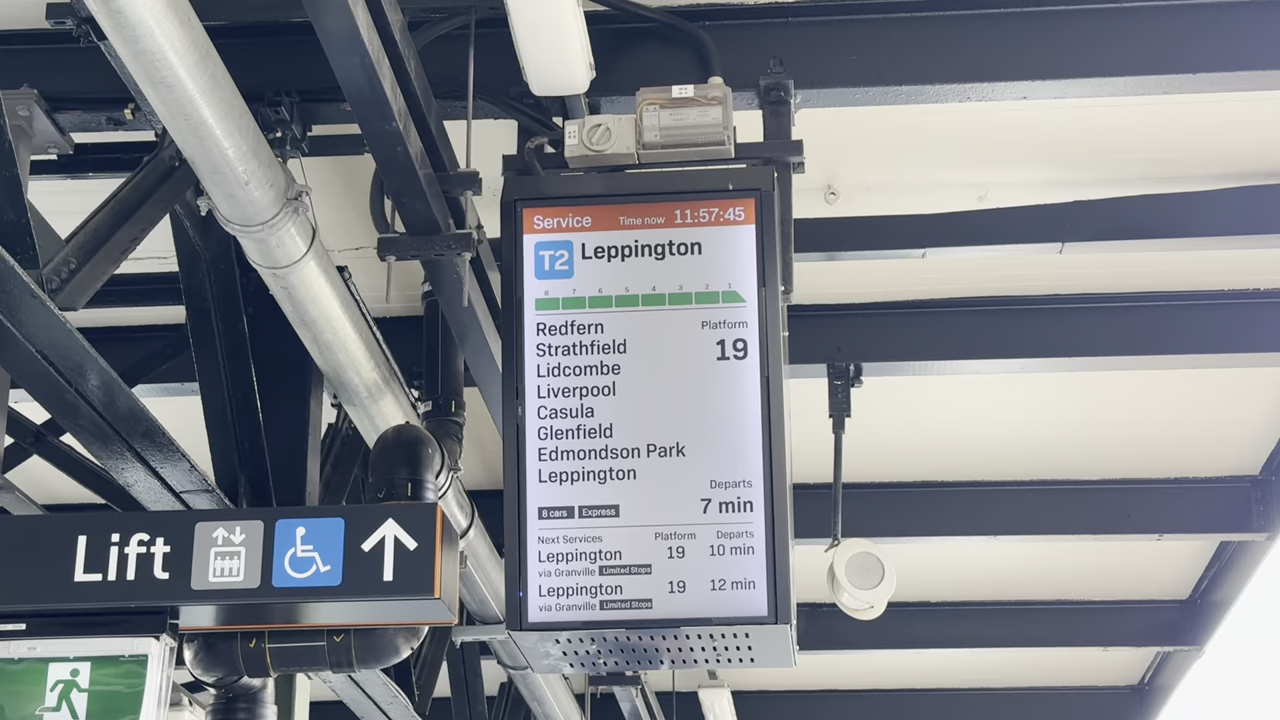 Service Time now 11:57:45
T2 Leppington
8 7 6 5 4 3 2 1
Redfern
Platform
Strathfield
19
Lidcombe
Liverpool
Casula
Glenfield
Edmondson Park
Leppington
Departs
8 cars Express 7 min
Next Services Platform Departs
Leppington 19 10 min
via Granville Limited Stops
Leppington 19 12 min
via Granville Limited Stops
Lift